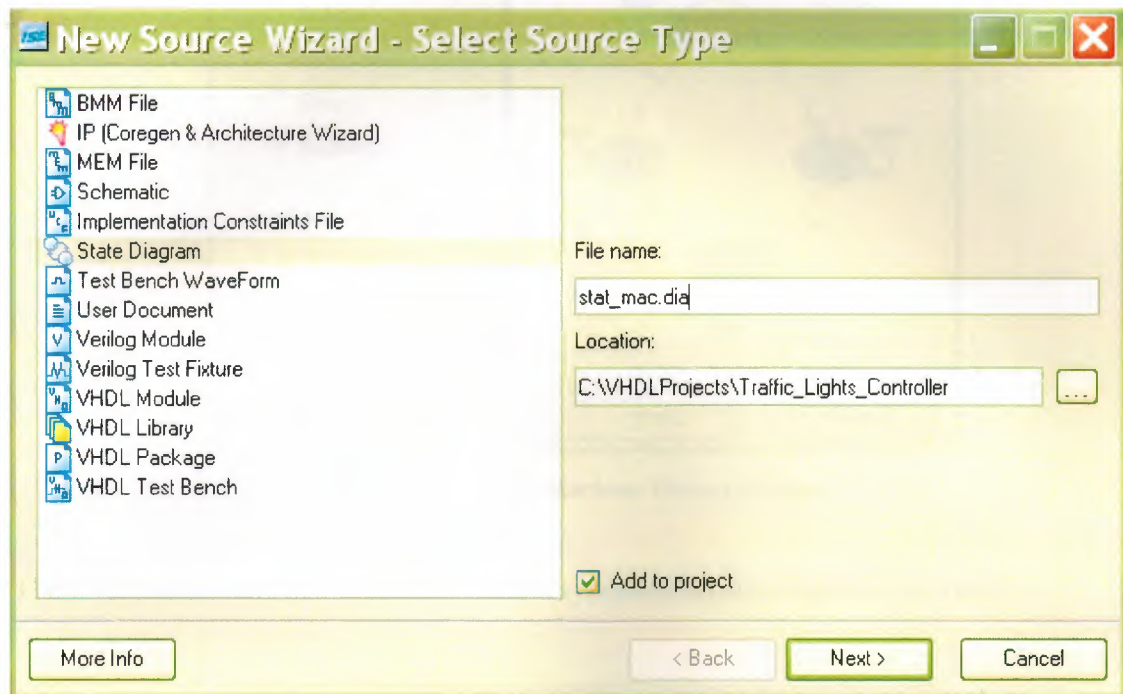 ISE New Source Wizard - Select Source Type
BMM File
IP (Coregen & Architecture Wizard)
MEM File
Schematic
Implementation Constraints File
State Diagram
Test Bench WaveForm
User Document
Verilog Module
Verilog Test Fixture
VHDL Module
VHDL Library
VHDL Package
VHDL Test Bench
File name:
stat_mac.dia
Location:
C:\VHDLProjects\Traffic_Lights_Controller
...
Add to project
More Info
< Back
Next >
Cancel